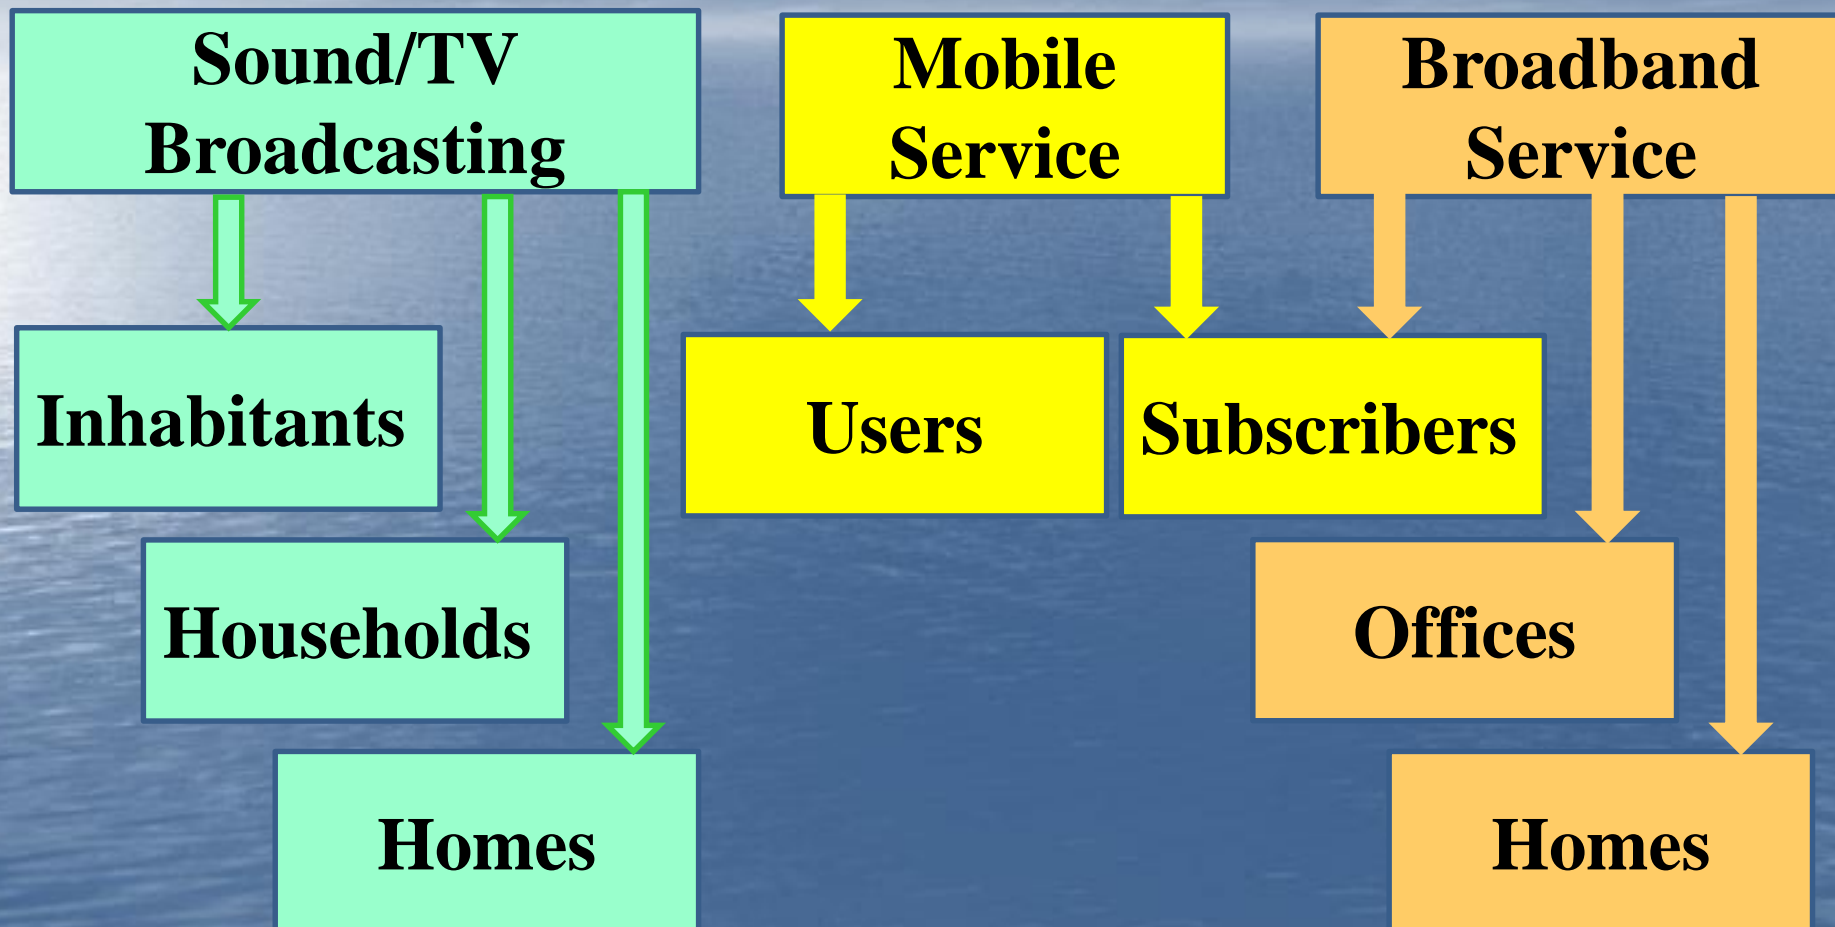 Sound/TV
Broadcasting
Mobile
Service
Broadband
Service
Inhabitants
Users
Subscribers
Households
Offices
Homes
Homes